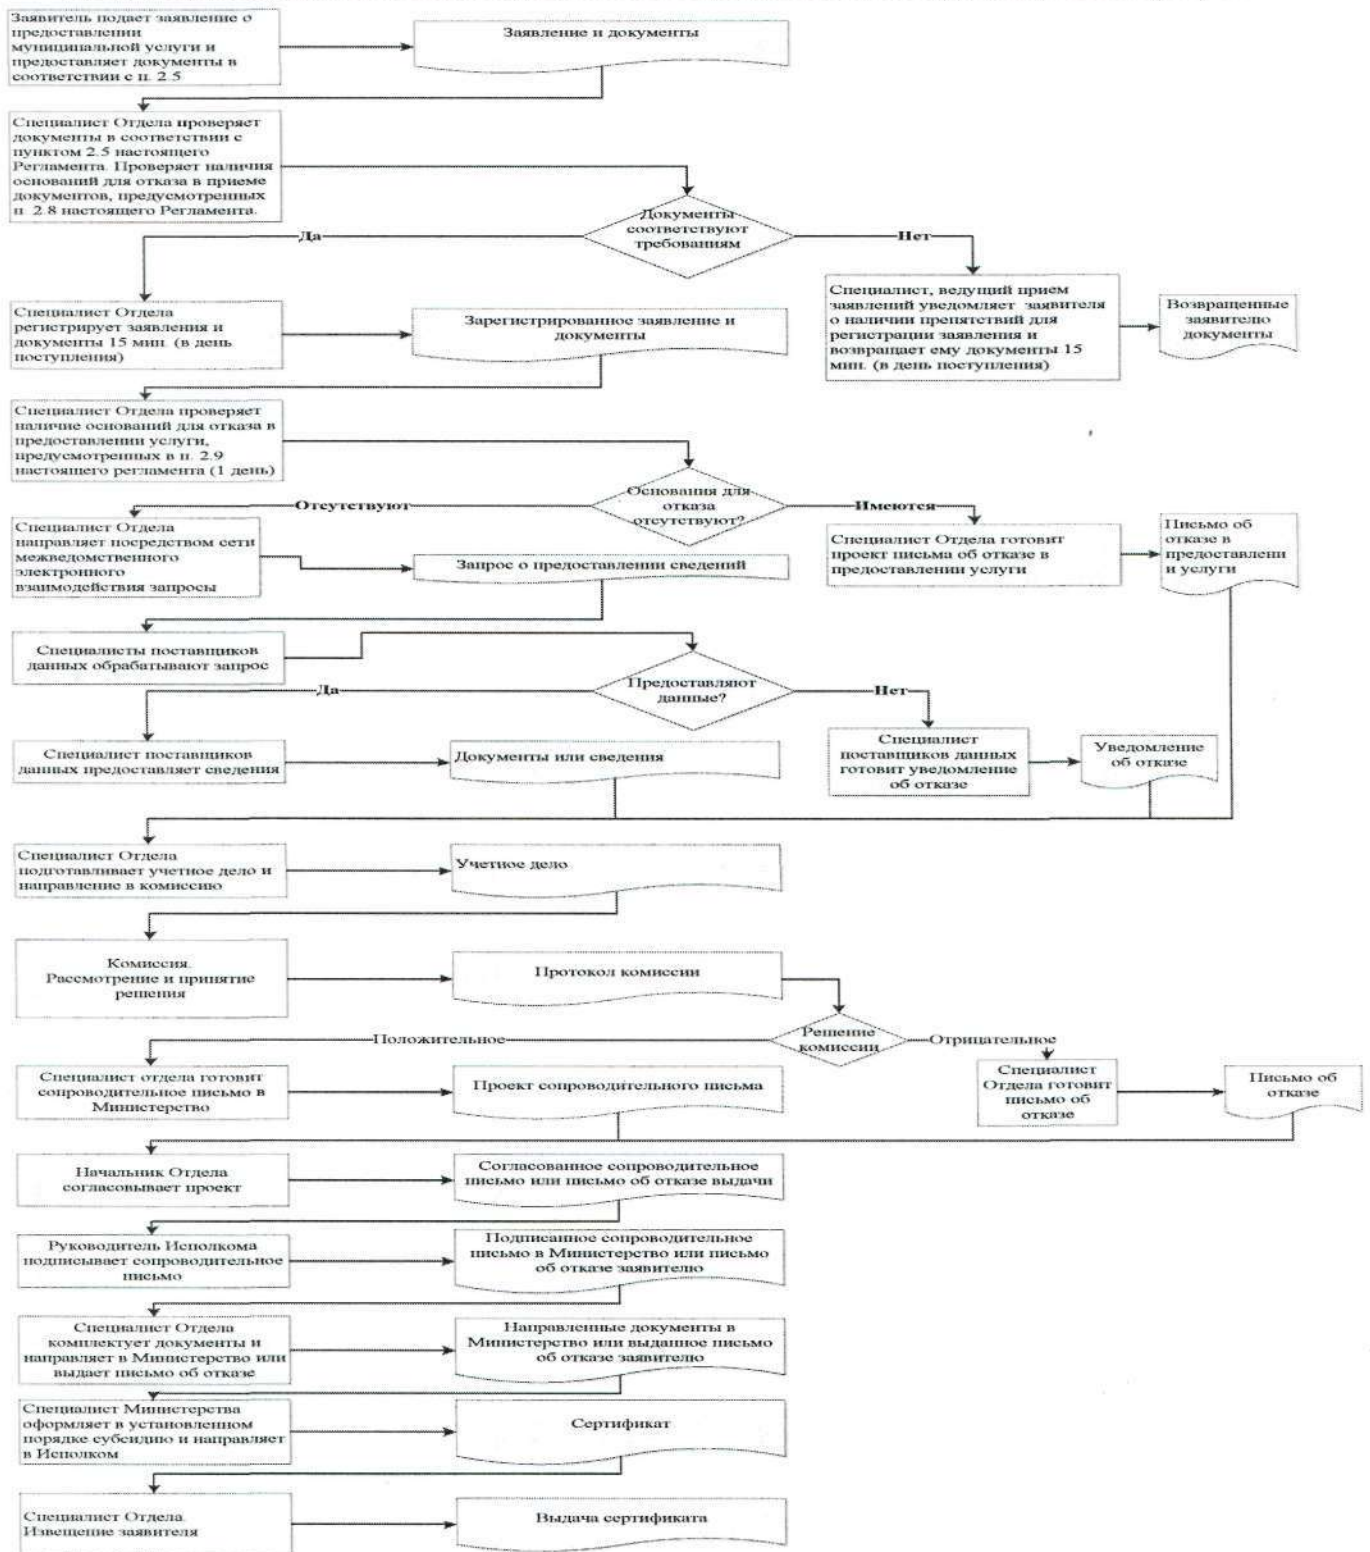 Заявитель подает заявление о
предоставлении
муниципальной услуги и
предоставляет документы в
соответствии с п. 2.5
Заявление и документы
Специалист Отдела проверяет
документы в соответствии с
пунктом 2.5 настоящего
Регламента. Проверяет наличия
оснований для отказа в приеме
документов, предусмотренных
п. 2.8 настоящего Регламента.
Документы
соответствуют
требованиям
Да
Нет
Специалист Отдела
регистрирует заявления и
документы 15 мин. (в день
поступления)
Зарегистрированное заявление и
документы
Специалист, ведущий прием
заявлений уведомляет заявителя
о наличии препятствий для
регистрации заявления и
возвращает ему документы 15
мин. (в день поступления)
Возвращенные
заявителю
документы
Специалист Отдела проверяет
наличие оснований для отказа в
предоставлении услуги,
предусмотренных в п. 2.9
настоящего регламента (1 день)
Основания для
отказа
отсутствуют?
Отсутствуют
Имеются
Специалист Отдела
направляет посредством сети
межведомственного
электронного
взаимодействия запросы
Запрос о предоставлении сведений
Специалист Отдела готовит
проект письма об отказе в
предоставлении услуги
Письмо об
отказе в
предоставлени
и услуги
Специалисты поставщиков
данных обрабатывают запрос
Предоставляют
данные?
Да
Нет
Специалист поставщиков
данных предоставляет сведения
Документы или сведения
Специалист
поставщиков данных
готовит уведомление
об отказе
Уведомление
об отказе
Специалист Отдела
подготавливает учетное дело и
направление в комиссию
Учетное дело
Комиссия.
Рассмотрение и принятие
решения
Протокол комиссии
Решение
комиссии
Положительное
Отрицательное
Специалист отдела готовит
сопроводительное письмо в
Министерство
Проект сопроводительного письма
Специалист
Отдела готовит
письмо об
отказе
Письмо об
отказе
Начальник Отдела
согласовывает проект
Согласованное сопроводительное
письмо или письмо об отказе выдачи
Руководитель Исполкома
подписывает сопроводительное
письмо
Подписанное сопроводительное
письмо в Министерство или письмо
об отказе заявителю
Специалист Отдела
комплектует документы и
направляет в Министерство или
выдает письмо об отказе
Направленные документы в
Министерство или выданное письмо
об отказе заявителю
Специалист Министерства
оформляет в установленном
порядке субсидию и направляет
в Исполком
Сертификат
Специалист Отдела.
Извещение заявителя
Выдача сертификата